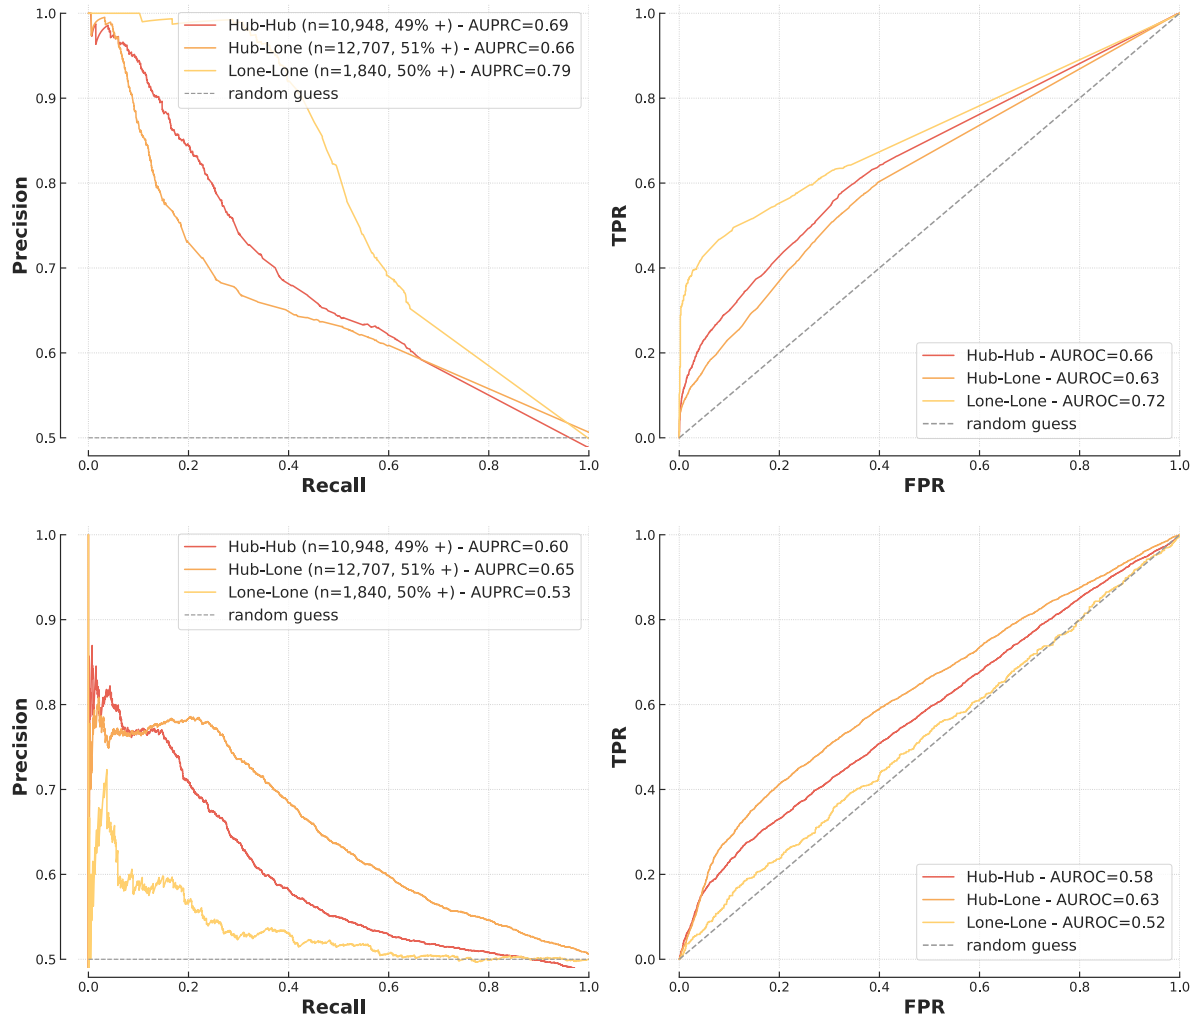 1.0
0.9
0.8
0.7
0.6
0.5
Precision
0.0 0.2 0.4 0.6 0.8 1.0
Recall
Hub-Hub (n=10,948, 49% +) - AUPRC=0.69
Hub-Lone (n=12,707, 51% +) - AUPRC=0.66
Lone-Lone (n=1,840, 50% +) - AUPRC=0.79
random guess
1.0
0.8
0.6
0.4
0.2
0.0
TPR
0.0 0.2 0.4 0.6 0.8 1.0
FPR
Hub-Hub - AUROC=0.66
Hub-Lone - AUROC=0.63
Lone-Lone - AUROC=0.72
random guess
1.0
0.9
0.8
0.7
0.6
0.5
Precision
0.0 0.2 0.4 0.6 0.8 1.0
Recall
Hub-Hub (n=10,948, 49% +) - AUPRC=0.60
Hub-Lone (n=12,707, 51% +) - AUPRC=0.65
Lone-Lone (n=1,840, 50% +) - AUPRC=0.53
random guess
1.0
0.8
0.6
0.4
0.2
0.0
TPR
0.0 0.2 0.4 0.6 0.8 1.0
FPR
Hub-Hub - AUROC=0.58
Hub-Lone - AUROC=0.63
Lone-Lone - AUROC=0.52
random guess